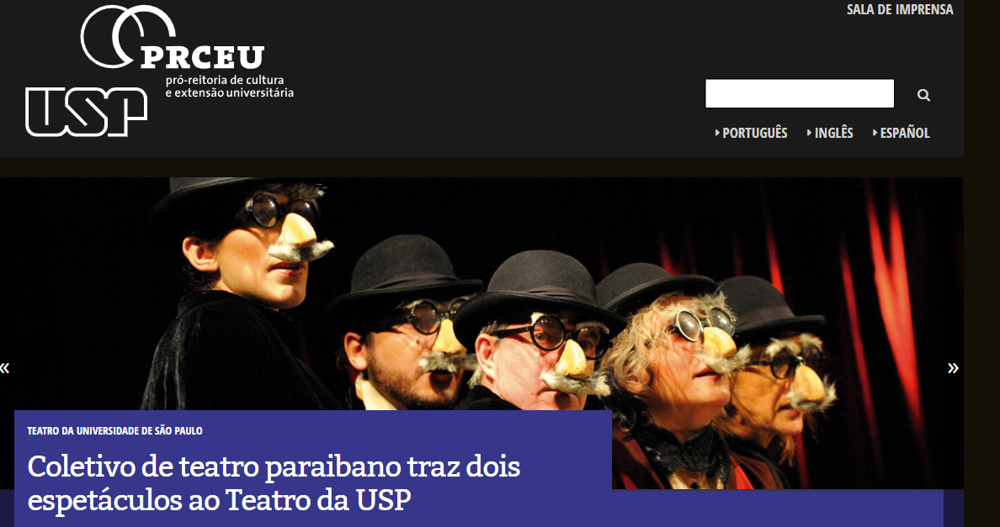 SALA DE IMPRENSA
PRCEU
pró-reitoria de cultura
e extensão universitária
USP
PORTUGUÊS INGLÊS ESPAÑOL
« »
TEATRO DA UNIVERSIDADE DE SÃO PAULO
Coletivo de teatro paraibano traz dois
espetáculos ao Teatro da USP